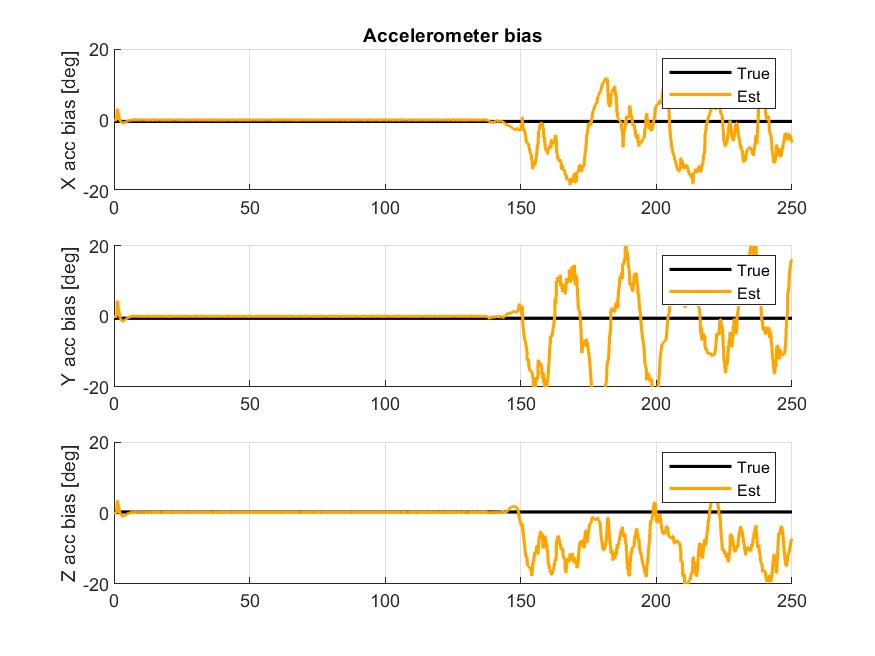 Accelerometer bias
X acc bias [deg]
20
0
-20
True
Est
0 50 100 150 200 250
Y acc bias [deg]
20
0
-20
True
Est
0 50 100 150 200 250
Z acc bias [deg]
20
0
-20
True
Est
0 50 100 150 200 250